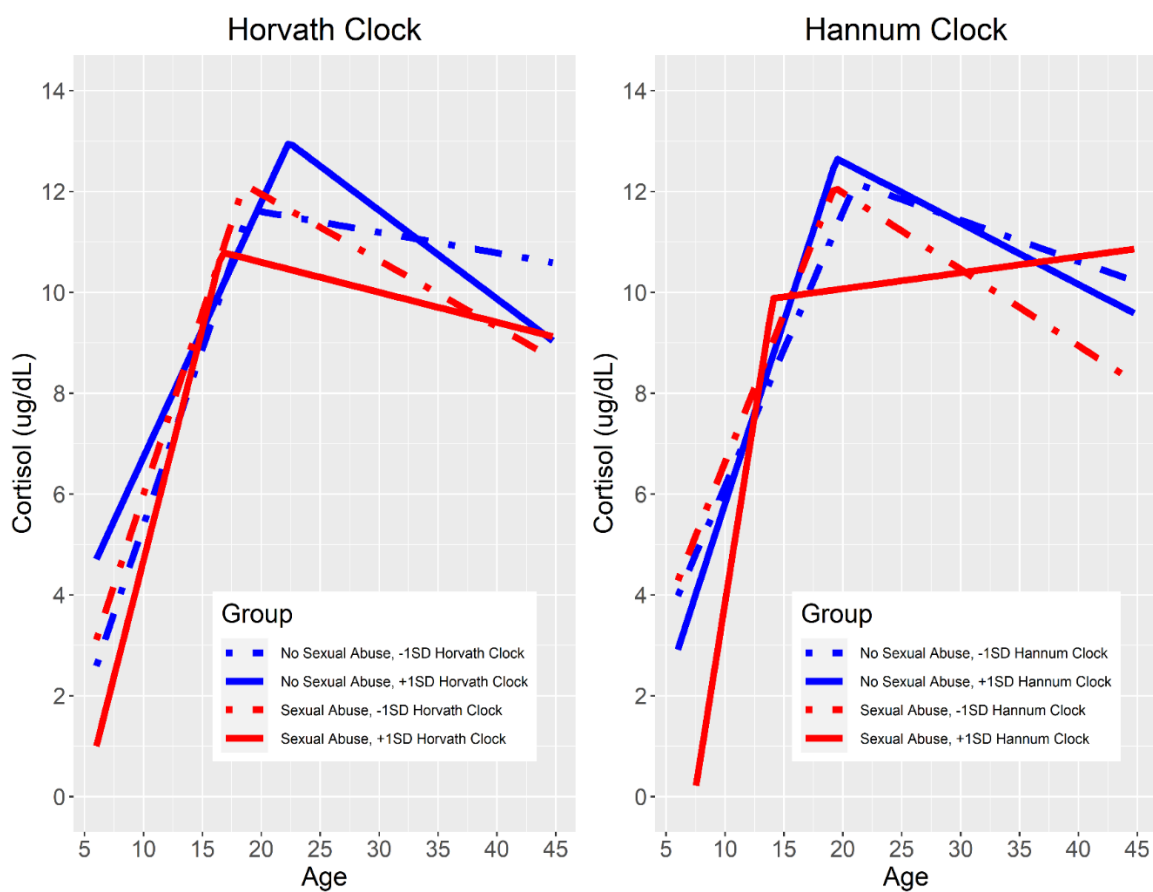 Horvath Clock
Hannum Clock
Cortisol (ug/dL)
14
12
10
8
6
4
2
0
Group
No Sexual Abuse, -1SD Horvath Clock
No Sexual Abuse, +1SD Horvath Clock
Sexual Abuse, -1SD Horvath Clock
Sexual Abuse, +1SD Horvath Clock
5 10 15 20 25 30 35 40 45
Age
Cortisol (ug/dL)
14
12
10
8
6
4
2
0
Group
No Sexual Abuse, -1SD Hannum Clock
No Sexual Abuse, +1SD Hannum Clock
Sexual Abuse, -1SD Hannum Clock
Sexual Abuse, +1SD Hannum Clock
5 10 15 20 25 30 35 40 45
Age